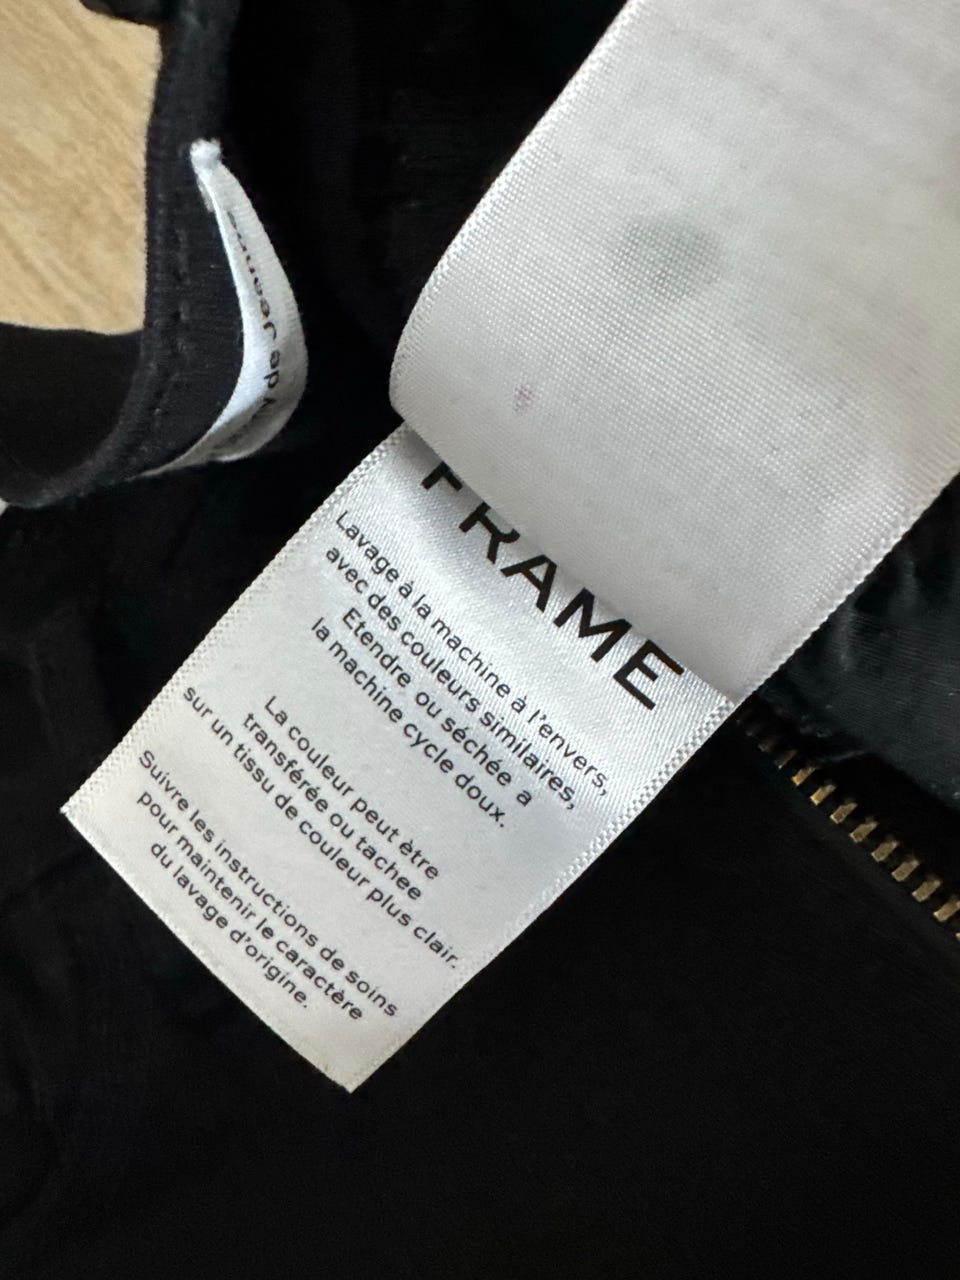 de Jeanne
FRAME
Lavage à la machine à l'envers,
avec des couleurs similaires,
Etendre ou séchée a
la machine cycle doux.
La couleur peut être
transférée ou tachee
sur un tissu de couleur plus clair.
Suivre les instructions de soins
pour maintenir le caractère
du lavage d'origine.